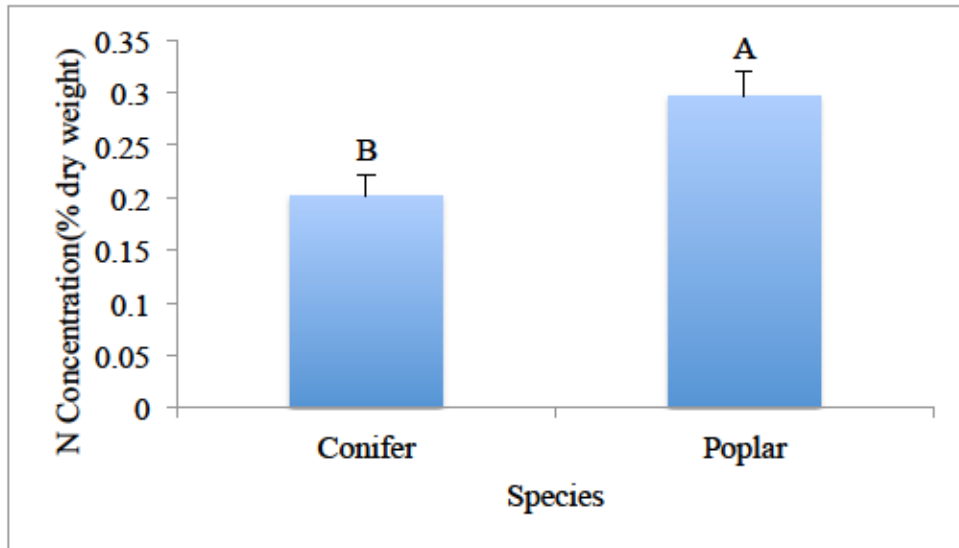 N Concentration(% dry weight)
0.35
0.3
0.25
0.2
0.15
0.1
0.05
0
B
A
Conifer
Poplar
Species